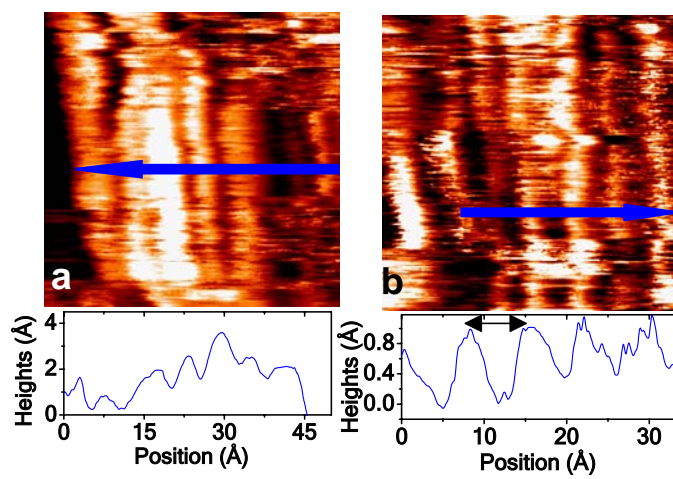 a
b
Heights (Å)
4
2
0
0 15 30 45
Position (Å)
Heights (Å)
0.8
0.4
0.0
0 10 20 30
Position (Å)